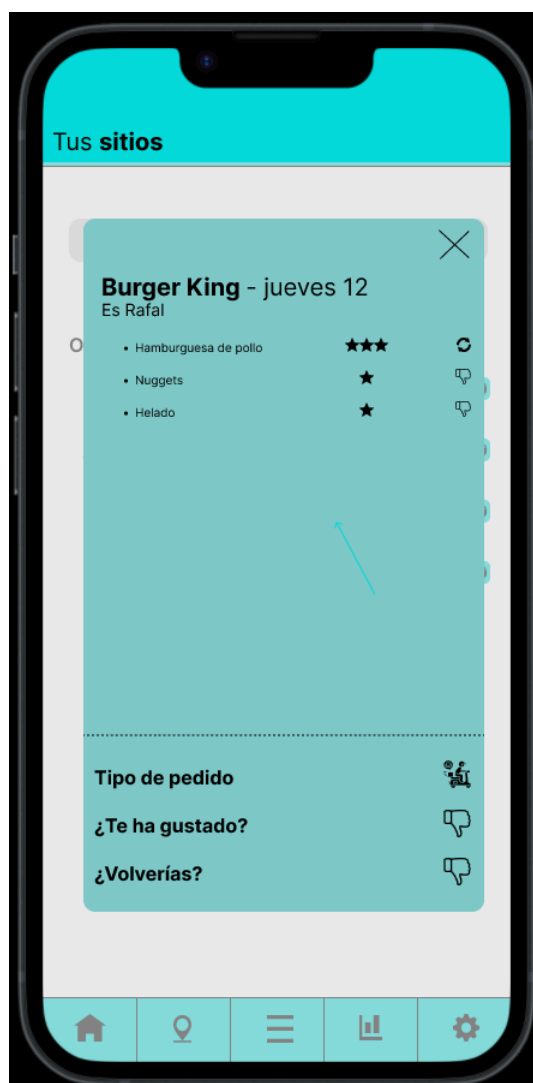 Tus sitios
O
Burger King - jueves 12
Es Rafal
Hamburguesa de pollo
Nuggets
Helado
Tipo de pedido
¿Te ha gustado?
¿Volverías?